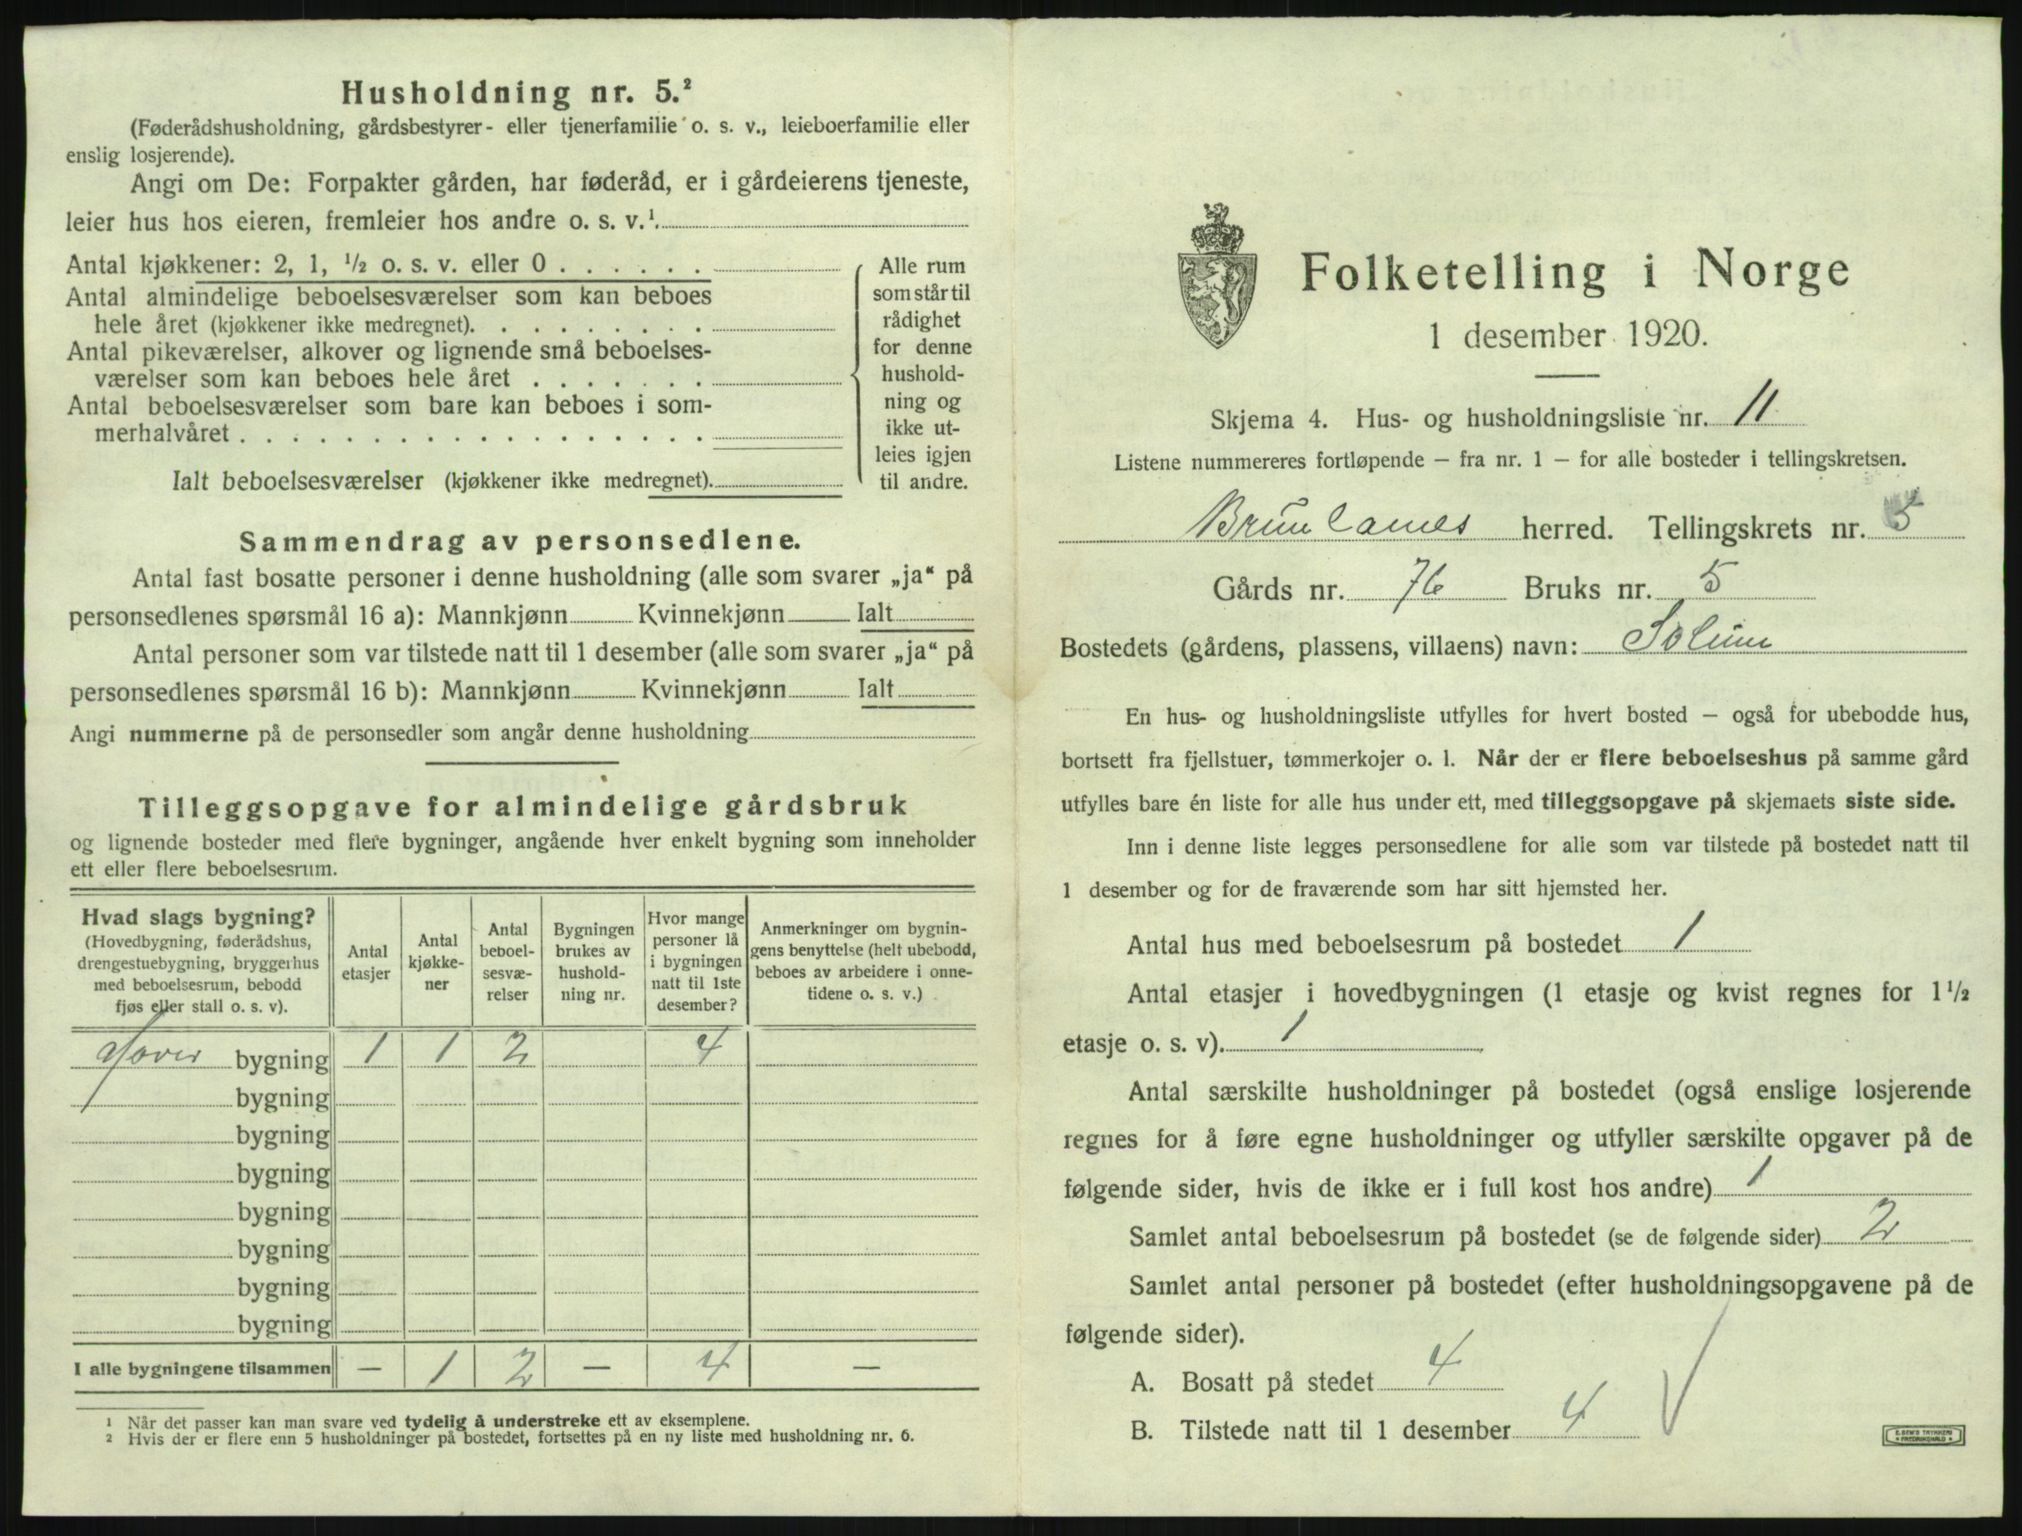 Husholdning nr. 5.²
(Føderådshusholdning, gårdsbestyrer- eller tjenerfamilie o. s. v., leieboerfamilie eller
enslig losjerende).
Angi om De: Forpakter gården, har føderåd, er i gårdeierens tjeneste,
leier hus hos eieren, fremleier hos andre o. s. v.¹
Antal kjøkkener: 2, 1, ½ o. s. v. eller 0 . . . . . .
Antal almindelige beboelsesværelser som kan beboes
hele året (kjøkkener ikke medregnet). . . . . . . . .
Antal pikeværelser, alkover og lignende små beboelses-
værelser som kan beboes hele året . . . . . . .
Antal beboelsesværelser som bare kan beboes i som-
merhalvåret . . . . . . . . . . . . . . . . . .
Ialt beboelsesværelser (kjøkkener ikke medregnet).
Alle rum
som står til
rådighet
for denne
hushold-
ning og
ikke ut-
leies igjen
til andre.
Sammendrag av personsedlene.
Antal fast bosatte personer i denne husholdning (alle som svarer „ja“ på
personsedlenes spørsmål 16 a): Mannkjønn Kvinnekjønn Ialt
Antal personer som var tilstede natt til 1 desember (alle som svarer „ja“ på
personsedlenes spørsmål 16 b): Mannkjønn Kvinnekjønn Ialt
Angi nummerne på de personsedler som angår denne husholdning
Tilleggsopgave for almindelige gårdsbruk
og lignende bosteder med flere bygninger, angående hver enkelt bygning som inneholder
ett eller flere beboelsesrum.
Hvad slags bygning?
(Hovedbygning, føderådshus,
drengestuebygning, bryggerhus
med beboelsesrum, bebodd
fjøs eller stall o. s. v).
Antal
etasjer
Antal
kjøkke-
ner
Antal
beboel-
sesvæ-
relser
Bygningen
brukes av
hushold-
ning nr.
Hvor mange
personer lå
i bygningen
natt til 1ste
desember?
Anmerkninger om bygnin-
gens benyttelse (helt ubebodd,
beboes av arbeidere i onne-
tidene o. s. v.)
Hoved bygning 1 1 2 4
bygning
bygning
bygning
bygning
bygning
bygning
bygning
I alle bygningene tilsammen — 1 2 — 4 —
1 Når det passer kan man svare ved tydelig å understreke ett av eksemplene.
2 Hvis der er flere enn 5 husholdninger på bostedet, fortsettes på en ny liste med husholdning nr. 6.
Folketelling i Norge
1 desember 1920.
Skjema 4. Hus- og husholdningsliste nr. 11
Listene nummereres fortløpende — fra nr. 1 — for alle bosteder i tellingskretsen.
Brunlanes herred. Tellingskrets nr. 5
Gårds nr. 76 Bruks nr. 5
Bostedets (gårdens, plassens, villaens) navn: Solum
En hus- og husholdningsliste utfylles for hvert bosted — også for ubebodde hus,
bortsett fra fjellstuer, tømmerkojer o. l. Når der er flere beboelseshus på samme gård
utfylles bare én liste for alle hus under ett, med tilleggsopgave på skjemaets siste side.
Inn i denne liste legges personsedlene for alle som var tilstede på bostedet natt til
1 desember og for de fraværende som har sitt hjemsted her.
Antal hus med beboelsesrum på bostedet 1
Antal etasjer i hovedbygningen (1 etasje og kvist regnes for 1½
etasje o. s. v). 1
Antal særskilte husholdninger på bostedet (også enslige losjerende
regnes for å føre egne husholdninger og utfyller særskilte opgaver på de
følgende sider, hvis de ikke er i full kost hos andre) 1
Samlet antal beboelsesrum på bostedet (se de følgende sider) 2
Samlet antal personer på bostedet (efter husholdningsopgavene på de
følgende sider).
A. Bosatt på stedet 4
B. Tilstede natt til 1 desember 4